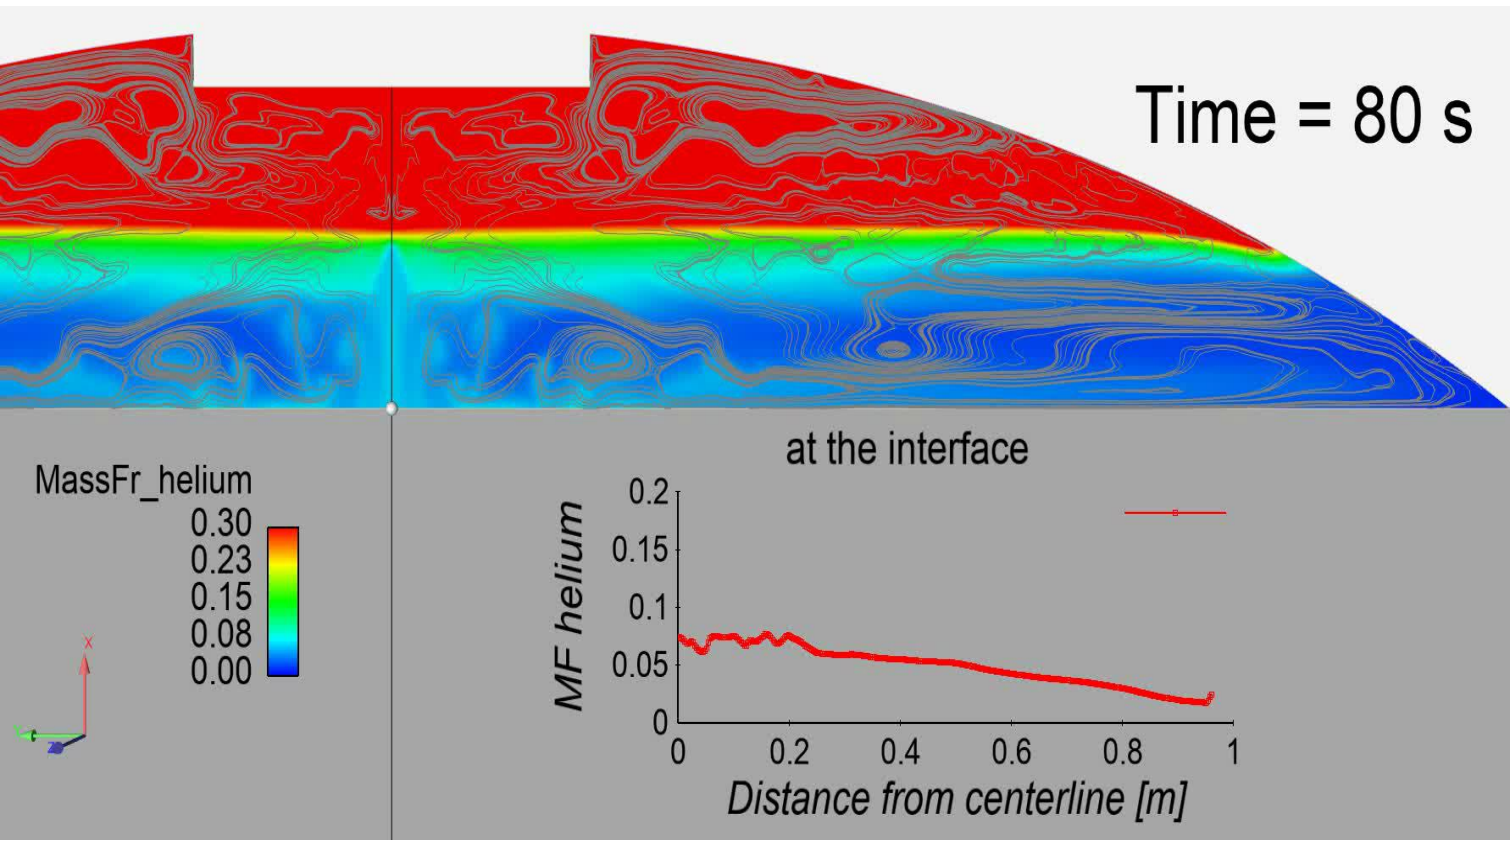 Time = 80 s
at the interface
MassFr_helium
0.30
0.23
0.15
0.08
0.00
X
Z
MF helium
0.2
0.15
0.1
0.05
0
0 0.2 0.4 0.6 0.8 1
Distance from centerline [m]